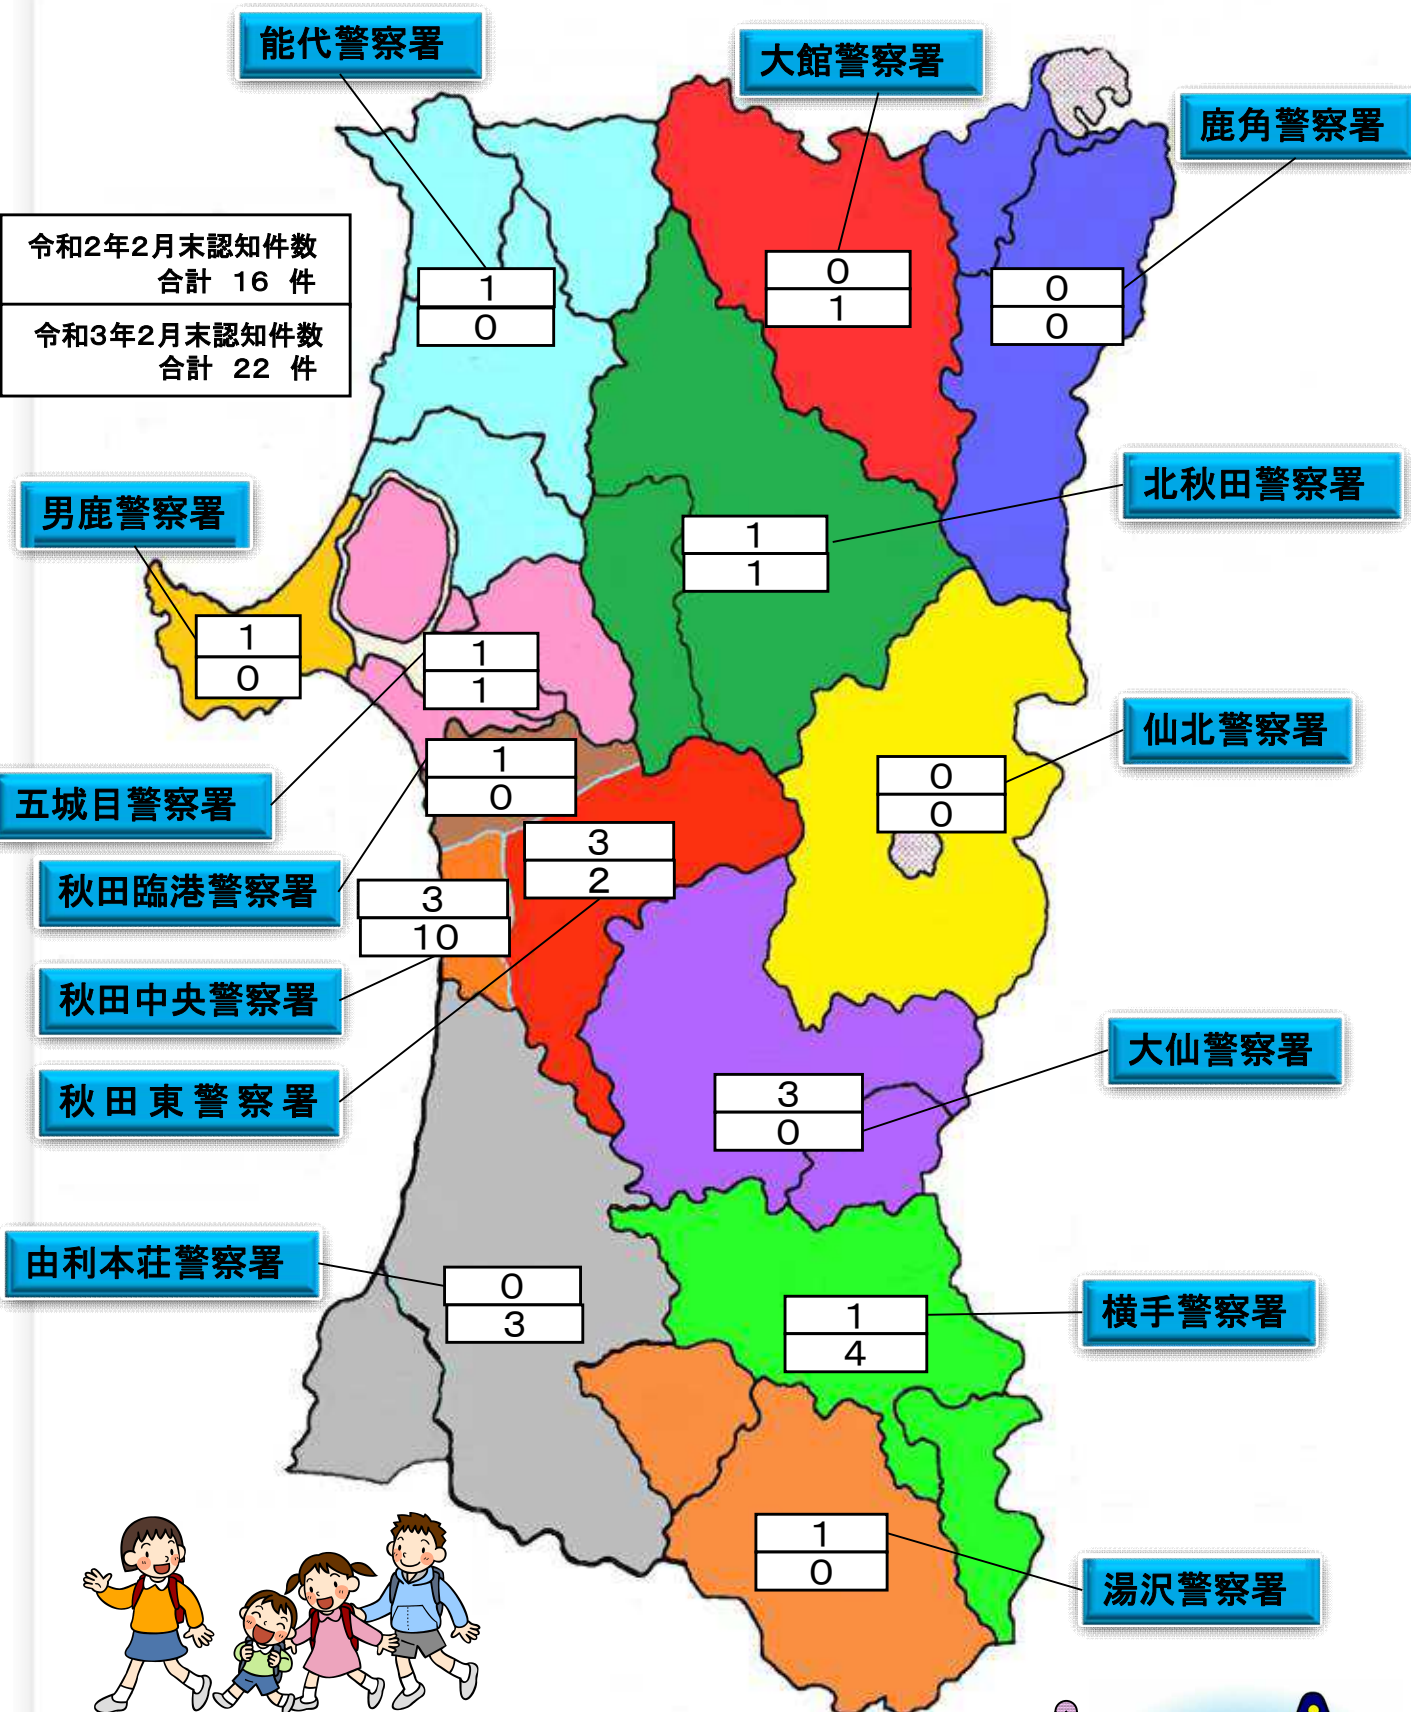 能代警察署
大館警察署
鹿角警察署
令和2年2月末認知件数
合計 16 件
令和3年2月末認知件数
合計 22 件
1
0
0
1
0
0
北秋田警察署
男鹿警察署
1
1
1
0
1
1
仙北警察署
1
0
0
0
五城目警察署
3
2
秋田臨港警察署
3
10
秋田中央警察署
大仙警察署
秋田東警察署
3
0
由利本荘警察署
0
3
横手警察署
1
4
1
0
湯沢警察署